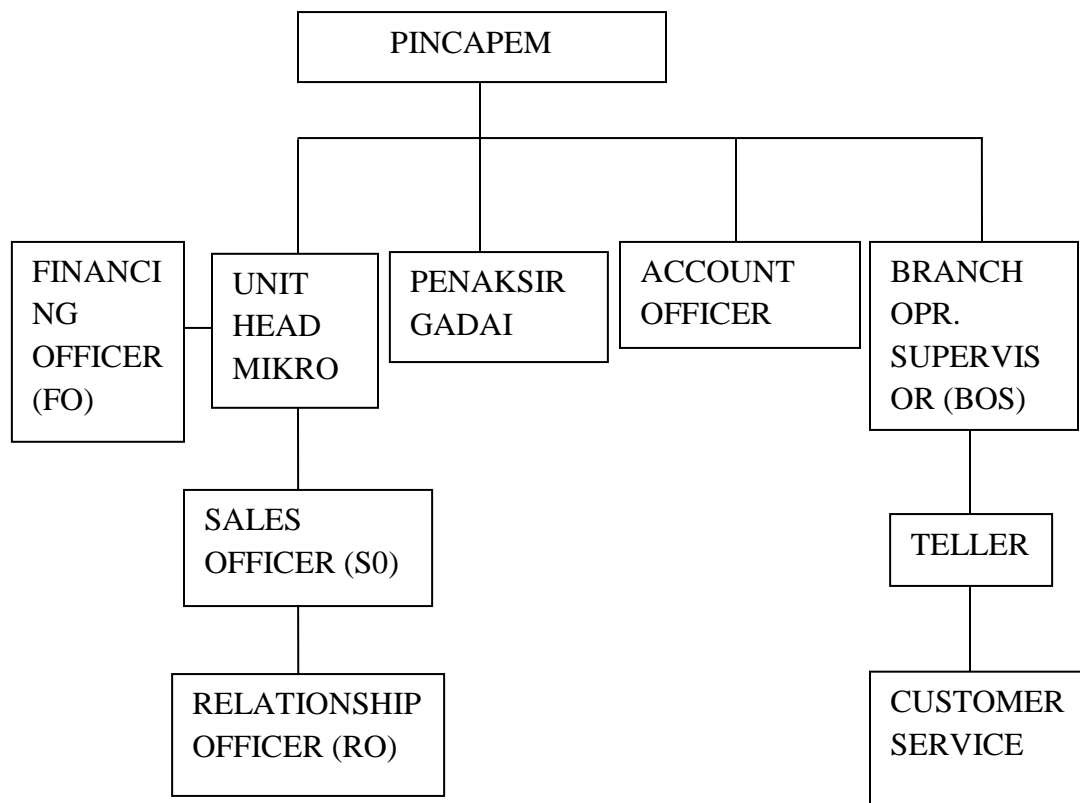 PINCAPEM
FINANCI
NG
OFFICER
(FO)
UNIT
HEAD
MIKRO
PENAKSIR
GADAI
ACCOUNT
OFFICER
BRANCH
OPR.
SUPERVIS
OR (BOS)
SALES
OFFICER (S0)
TELLER
RELATIONSHIP
OFFICER (RO)
CUSTOMER
SERVICE